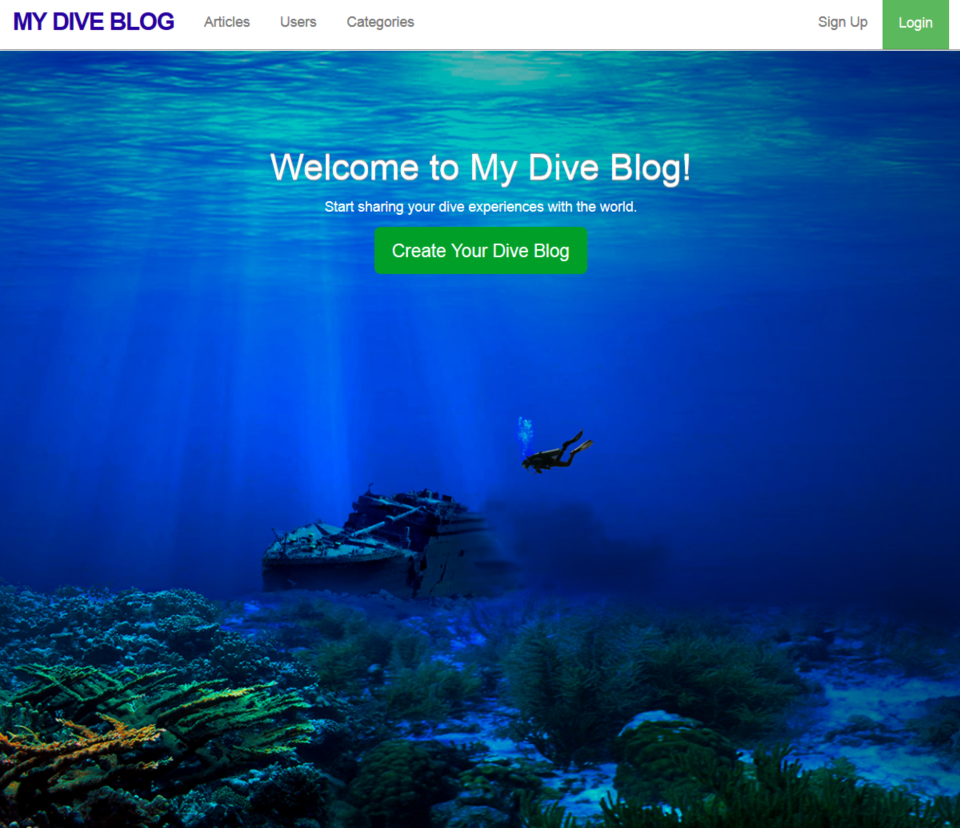 MY DIVE BLOG Articles Users Categories Sign Up Login
Welcome to My Dive Blog!
Start sharing your dive experiences with the world.
Create Your Dive Blog